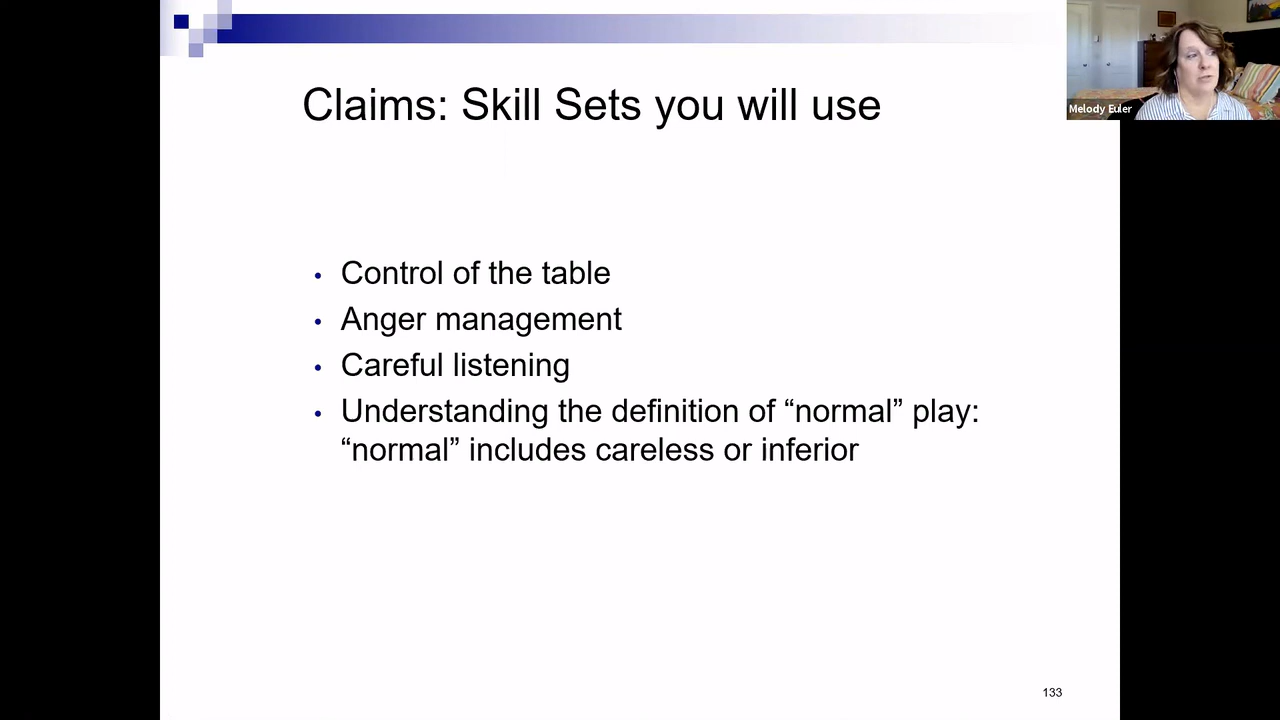 Claims: Skill Sets you will use
Melody Euler
• Control of the table
• Anger management
• Careful listening
• Understanding the definition of “normal” play:
“normal” includes careless or inferior
133